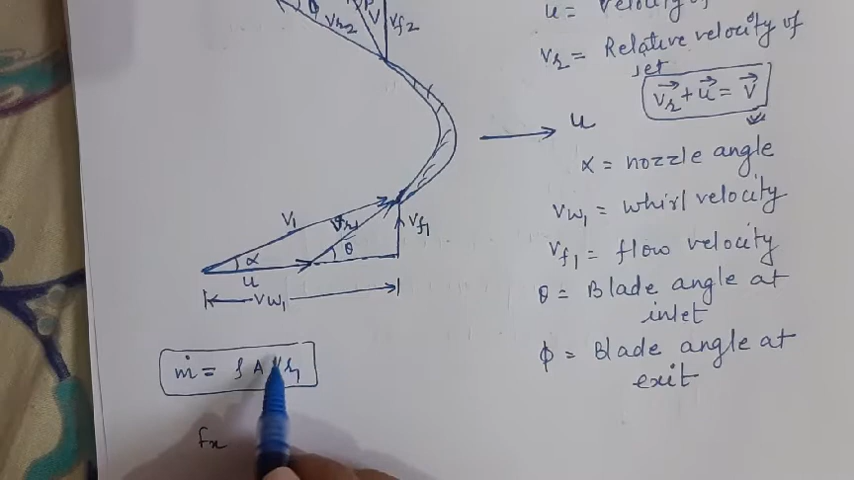 u = Velocity of
Vr2 = Relative velocity of
Jet
Vr + u = V
Vr2
V
Vf2
u
α = nozzle angle
Vw1 = whirl velocity
Vf1 = flow velocity
θ = Blade angle at
inlet
φ = Blade angle at
exit
V1
Vr1
Vf1
α
θ
u
Vw1
ṁ = ρ A Vr1
Fx